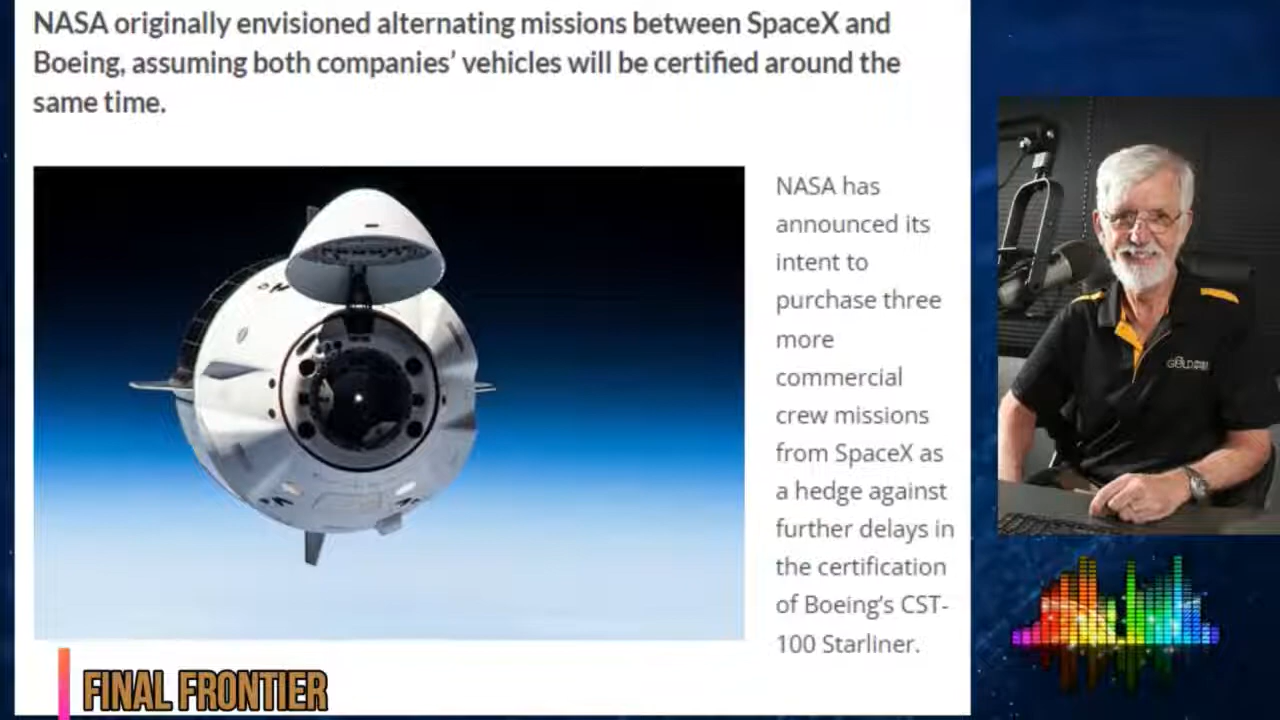 NASA originally envisioned alternating missions between SpaceX and
Boeing, assuming both companies’ vehicles will be certified around the
same time.
NASA has
announced its
intent to
purchase three
more
commercial
crew missions
from SpaceX as
a hedge against
further delays in
the certification
of Boeing’s CST-
100 Starliner.
GOLD
FINAL FRONTIER